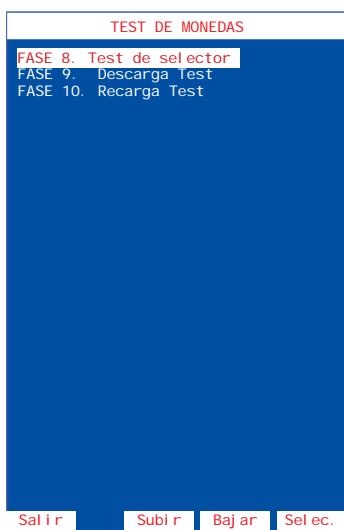 TEST DE MONEDAS
FASE 8. Test de selector
FASE 9. Descarga Test
FASE 10. Recarga Test
Salir Subir Bajar Selec.